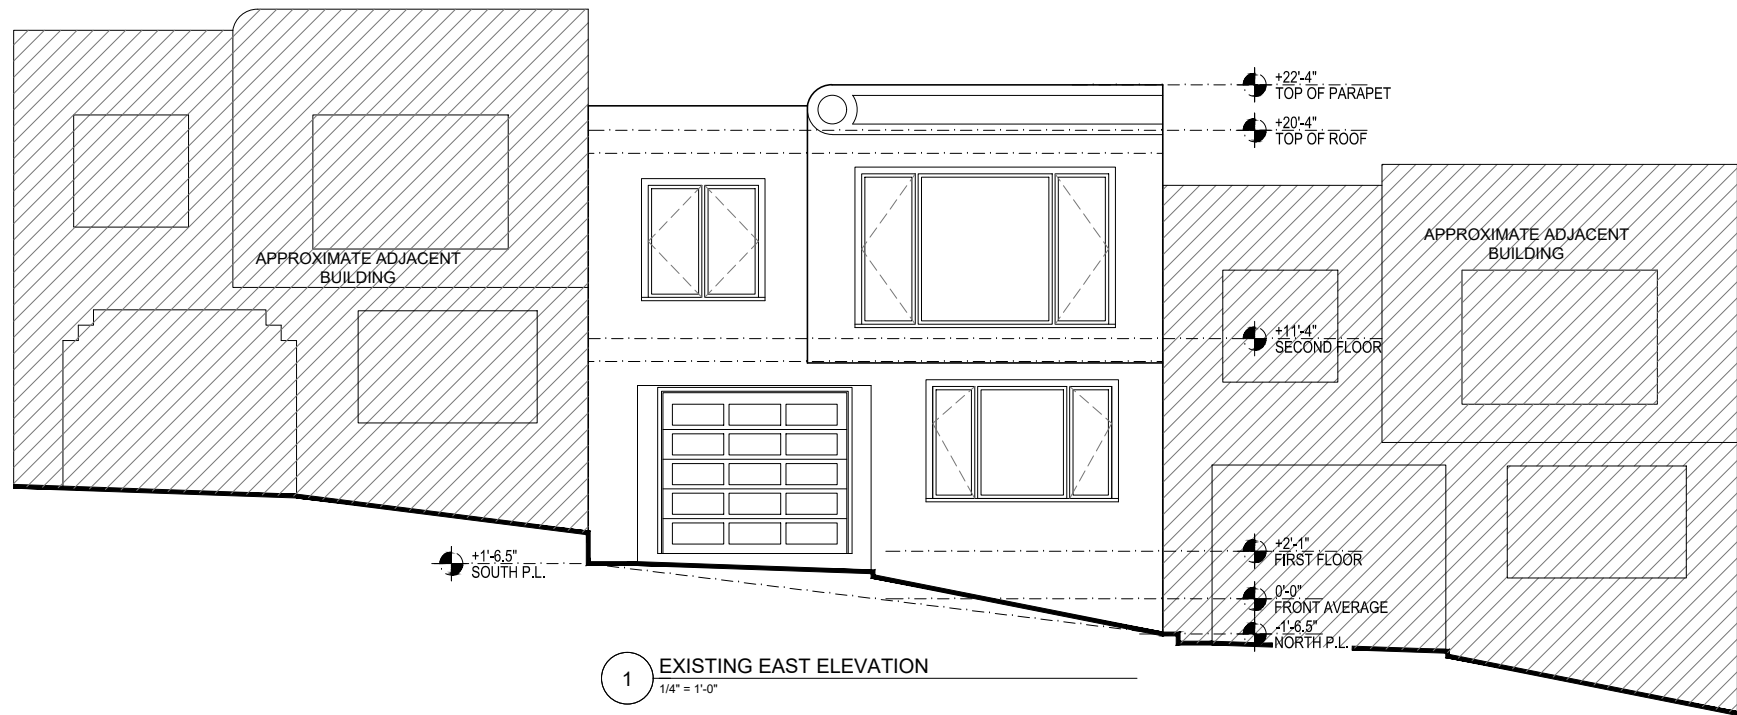 +22'-4"
TOP OF PARAPET
+20'-4"
TOP OF ROOF
APPROXIMATE ADJACENT
BUILDING
APPROXIMATE ADJACENT
BUILDING
+11'-4"
SECOND FLOOR
+1'-6.5"
SOUTH P.L.
+2'-1"
FIRST FLOOR
0'-0"
FRONT AVERAGE
-1'-6.5"
NORTH P.L.
1
EXISTING EAST ELEVATION
1/4" = 1'-0"